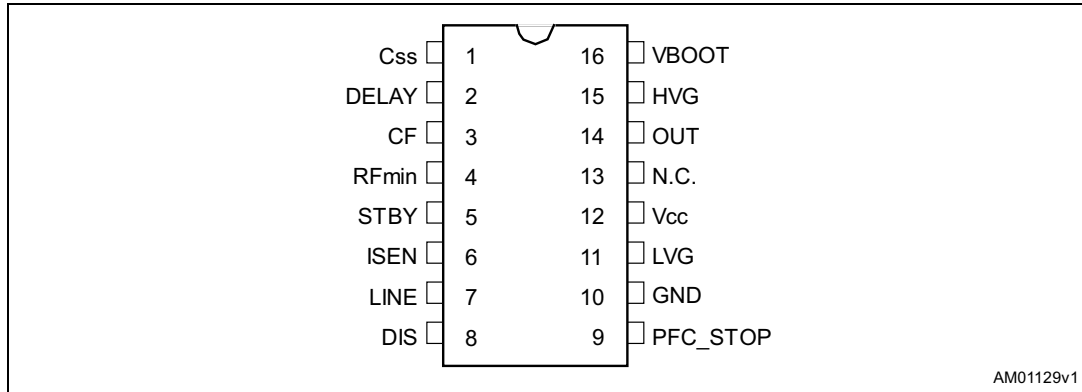 Css 1 16 VBOOT
DELAY 2 15 HVG
CF 3 14 OUT
RFmin 4 13 N.C.
STBY 5 12 Vcc
ISEN 6 11 LVG
LINE 7 10 GND
DIS 8 9 PFC_STOP
AM01129v1